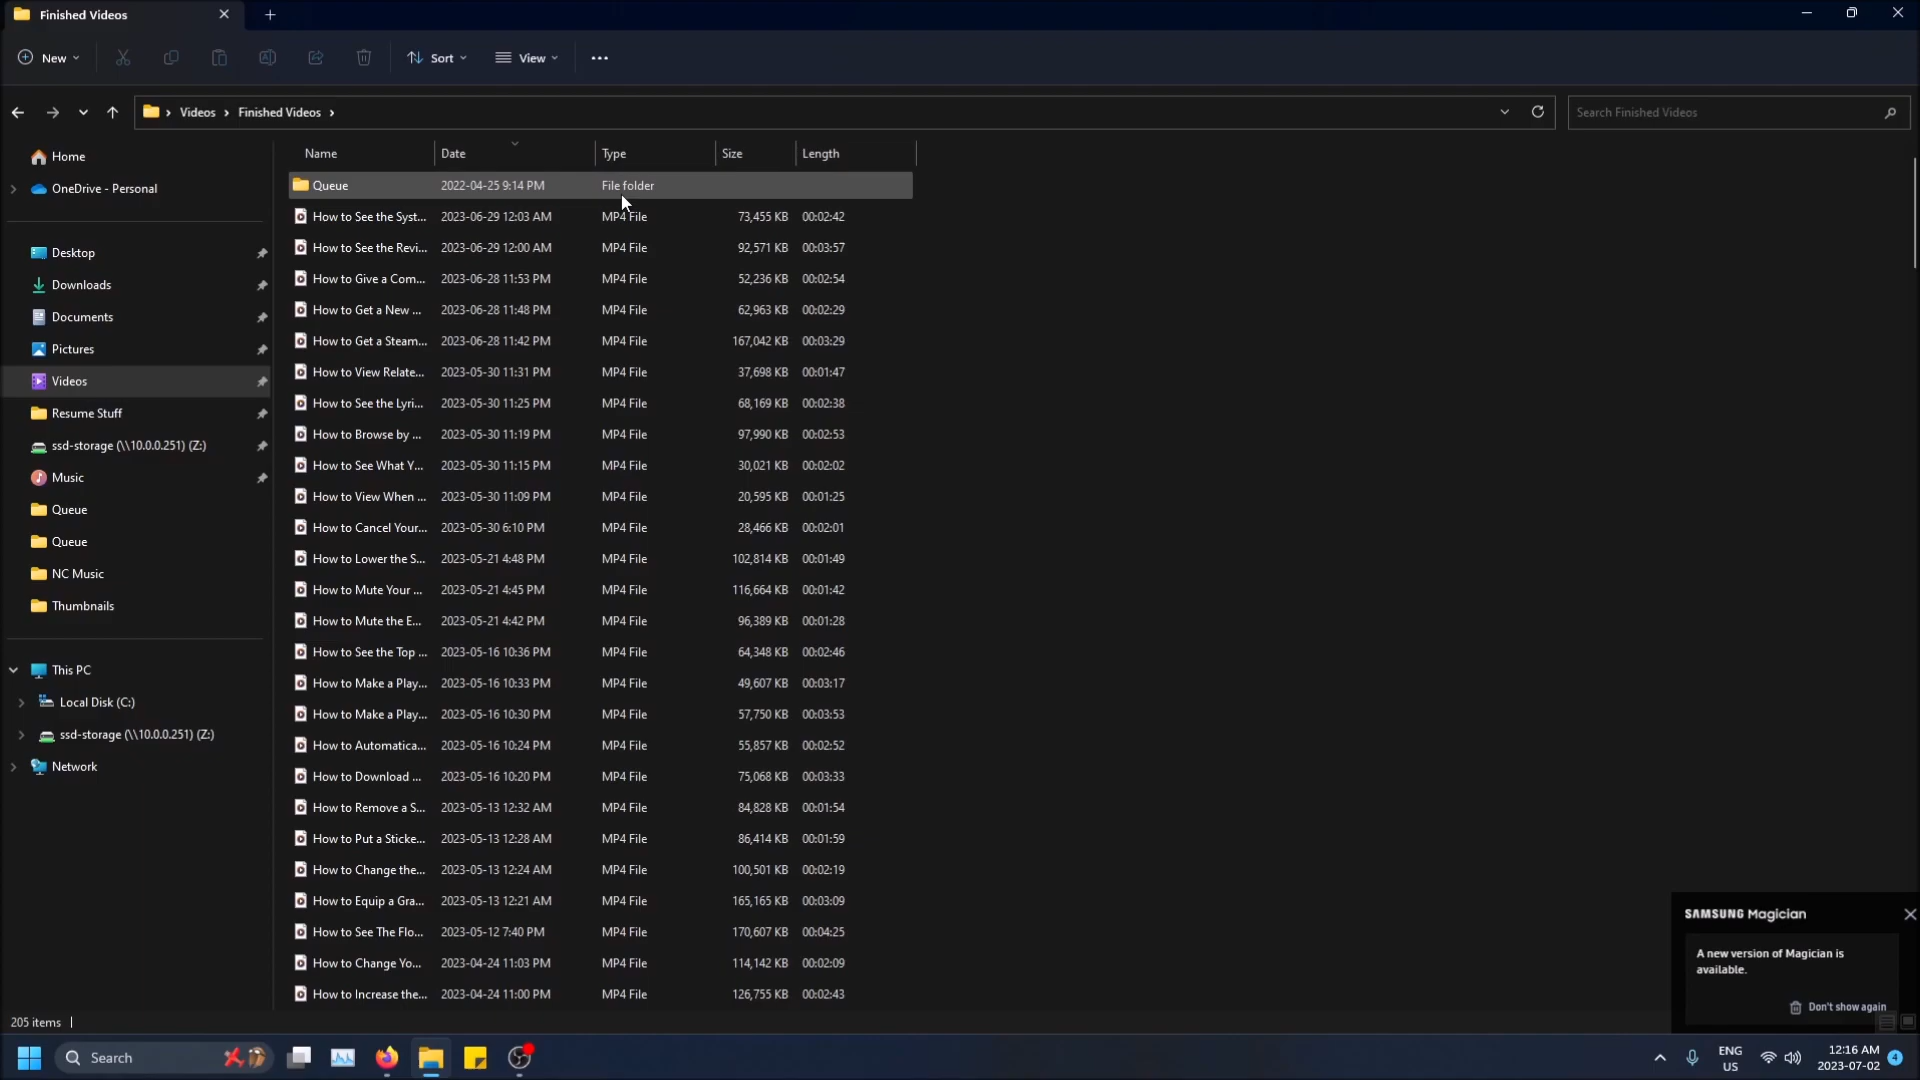 Finished Videos
New
Sort
View
Videos
Finished Videos
Search Finished Videos
Home
OneDrive - Personal
Desktop
Downloads
Documents
Pictures
Videos
Resume Stuff
ssd-storage (\\10.0.0.251) (Z:)
Music
Queue
Queue
NC Music
Thumbnails
This PC
Local Disk (C:)
ssd-storage (\\10.0.0.251) (Z:)
Network
Name Date Type Size Length
Queue 2022-04-25 9:14 PM File folder
How to See the Syst... 2023-06-29 12:03 AM MP4 File 73,455 KB 00:02:42
How to See the Revi... 2023-06-29 12:00 AM MP4 File 92,571 KB 00:03:57
How to Give a Com... 2023-06-28 11:53 PM MP4 File 52,236 KB 00:02:54
How to Get a New ... 2023-06-28 11:48 PM MP4 File 62,963 KB 00:02:29
How to Get a Steam... 2023-06-28 11:42 PM MP4 File 167,042 KB 00:03:29
How to View Relate... 2023-05-30 11:31 PM MP4 File 37,698 KB 00:01:47
How to See the Lyri... 2023-05-30 11:25 PM MP4 File 68,169 KB 00:02:38
How to Browse by ... 2023-05-30 11:19 PM MP4 File 97,990 KB 00:02:53
How to See What Y... 2023-05-30 11:15 PM MP4 File 30,021 KB 00:02:02
How to View When ... 2023-05-30 11:09 PM MP4 File 20,595 KB 00:01:25
How to Cancel Your... 2023-05-30 6:10 PM MP4 File 28,466 KB 00:02:01
How to Lower the S... 2023-05-21 4:48 PM MP4 File 102,814 KB 00:01:49
How to Mute Your ... 2023-05-21 4:45 PM MP4 File 116,664 KB 00:01:42
How to Mute the E... 2023-05-21 4:42 PM MP4 File 96,389 KB 00:01:28
How to See the Top ... 2023-05-16 10:36 PM MP4 File 64,348 KB 00:02:46
How to Make a Play... 2023-05-16 10:33 PM MP4 File 49,607 KB 00:03:17
How to Make a Play... 2023-05-16 10:30 PM MP4 File 57,750 KB 00:03:53
How to Automatica... 2023-05-16 10:24 PM MP4 File 55,857 KB 00:02:52
How to Download ... 2023-05-16 10:20 PM MP4 File 75,068 KB 00:03:33
How to Remove a S... 2023-05-13 12:32 AM MP4 File 84,828 KB 00:01:54
How to Put a Sticke... 2023-05-13 12:28 AM MP4 File 86,414 KB 00:01:59
How to Change the... 2023-05-13 12:24 AM MP4 File 100,501 KB 00:02:19
How to Equip a Gra... 2023-05-13 12:21 AM MP4 File 165,165 KB 00:03:09
How to See The Flo... 2023-05-12 7:40 PM MP4 File 170,607 KB 00:04:25
How to Change Yo... 2023-04-24 11:03 PM MP4 File 114,142 KB 00:02:09
How to Increase the... 2023-04-24 11:00 PM MP4 File 126,755 KB 00:02:43
SAMSUNG Magician
A new version of Magician is
available.
Don't show again
205 items
Search
ENG
US
12:16 AM
2023-07-02
4